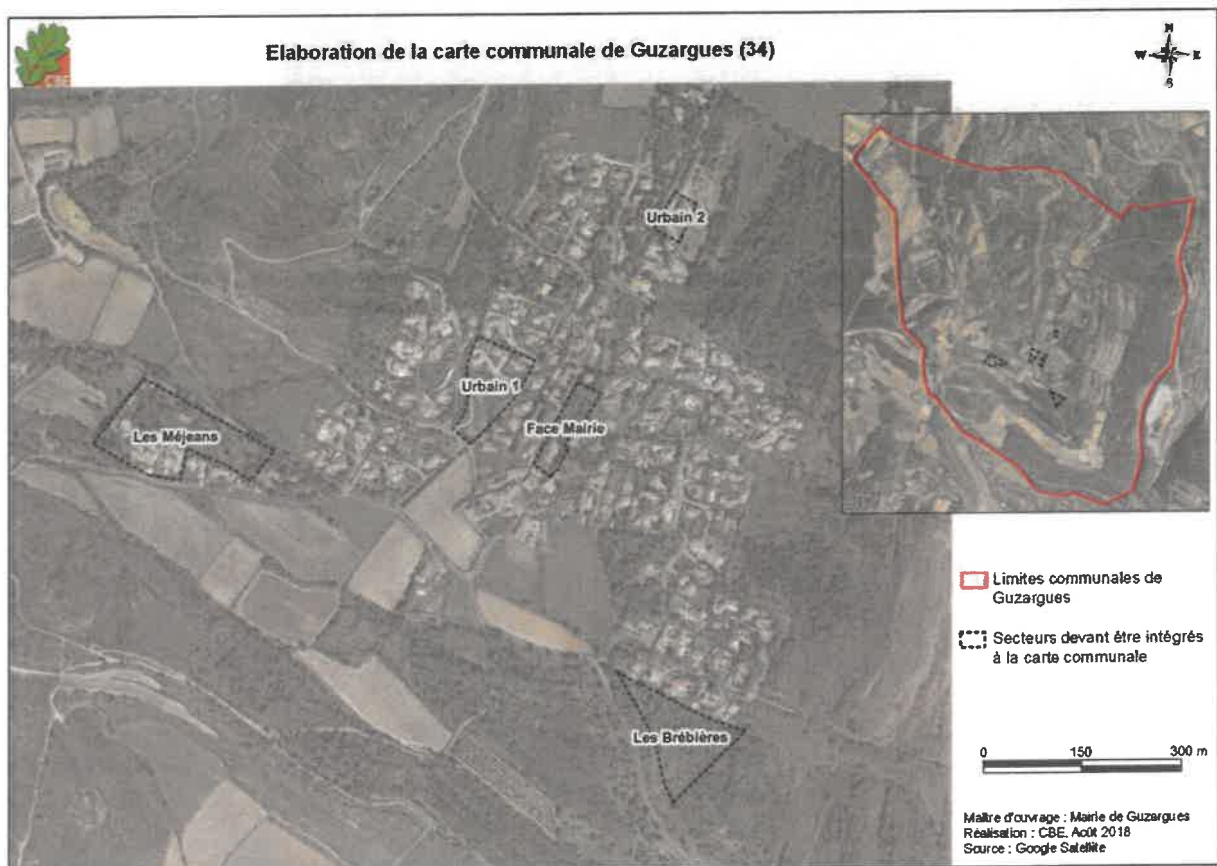 Elaboration de la carte communale de Guzargues (34)
CBE
N
W E
S
Urbain 2
Urbain 1
Face Mairie
Les Méjeans
Les Brébières
Limites communales de
Guzargues
Secteurs devant être intégrés
à la carte communale
0 150 300 m
Maître d'ouvrage : Mairie de Guzargues
Réalisation : CBE, Août 2018
Source : Google Satellite